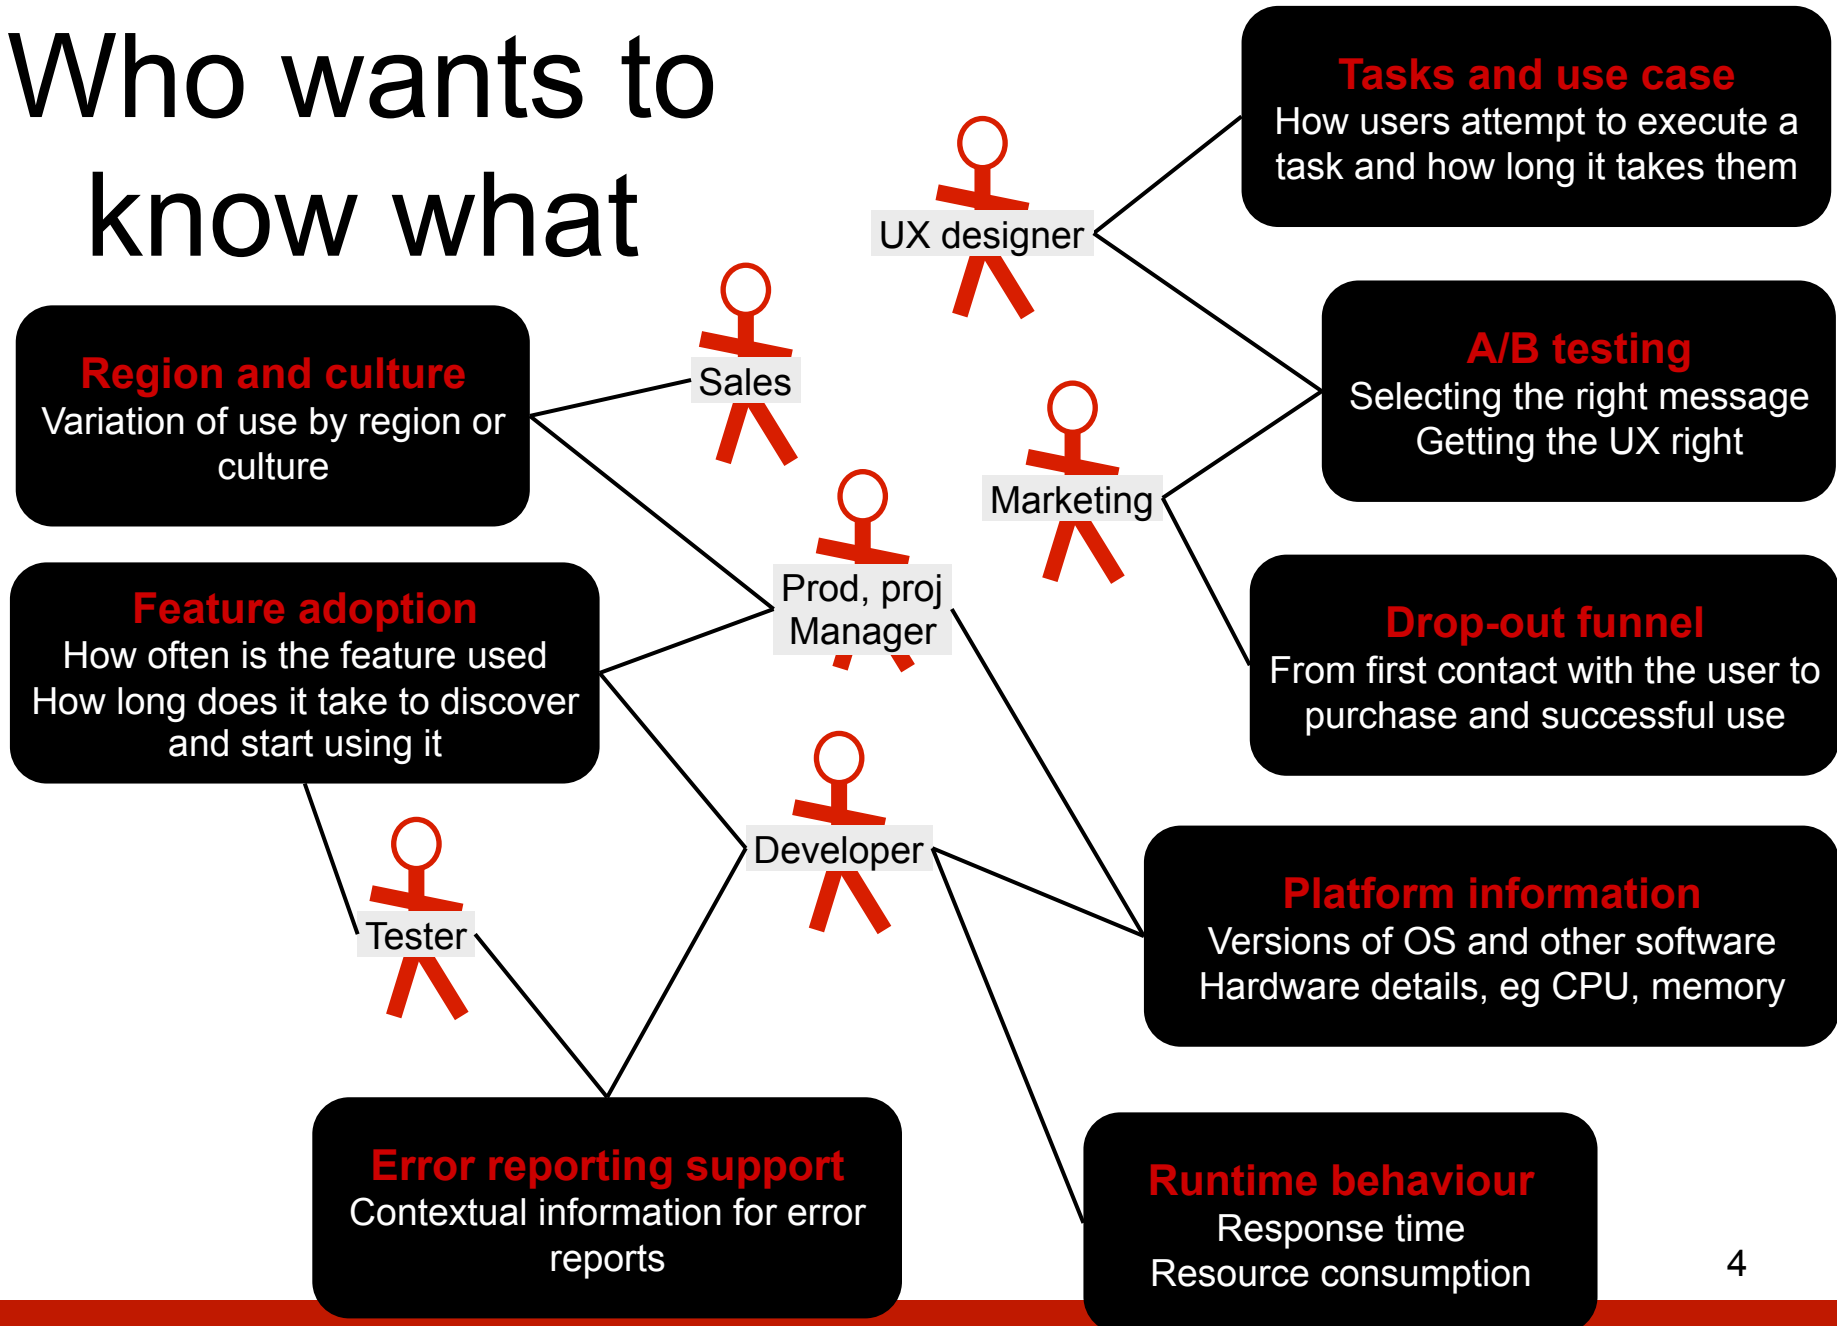 Who wants to
know what
Tasks and use case
How users attempt to execute a
task and how long it takes them
UX designer
Region and culture
Variation of use by region or
culture
Sales
A/B testing
Selecting the right message
Getting the UX right
Marketing
Prod, proj
Manager
Feature adoption
How often is the feature used
How long does it take to discover
and start using it
Drop-out funnel
From first contact with the user to
purchase and successful use
Developer
Tester
Platform information
Versions of OS and other software
Hardware details, eg CPU, memory
Error reporting support
Contextual information for error
reports
Runtime behaviour
Response time
Resource consumption
4